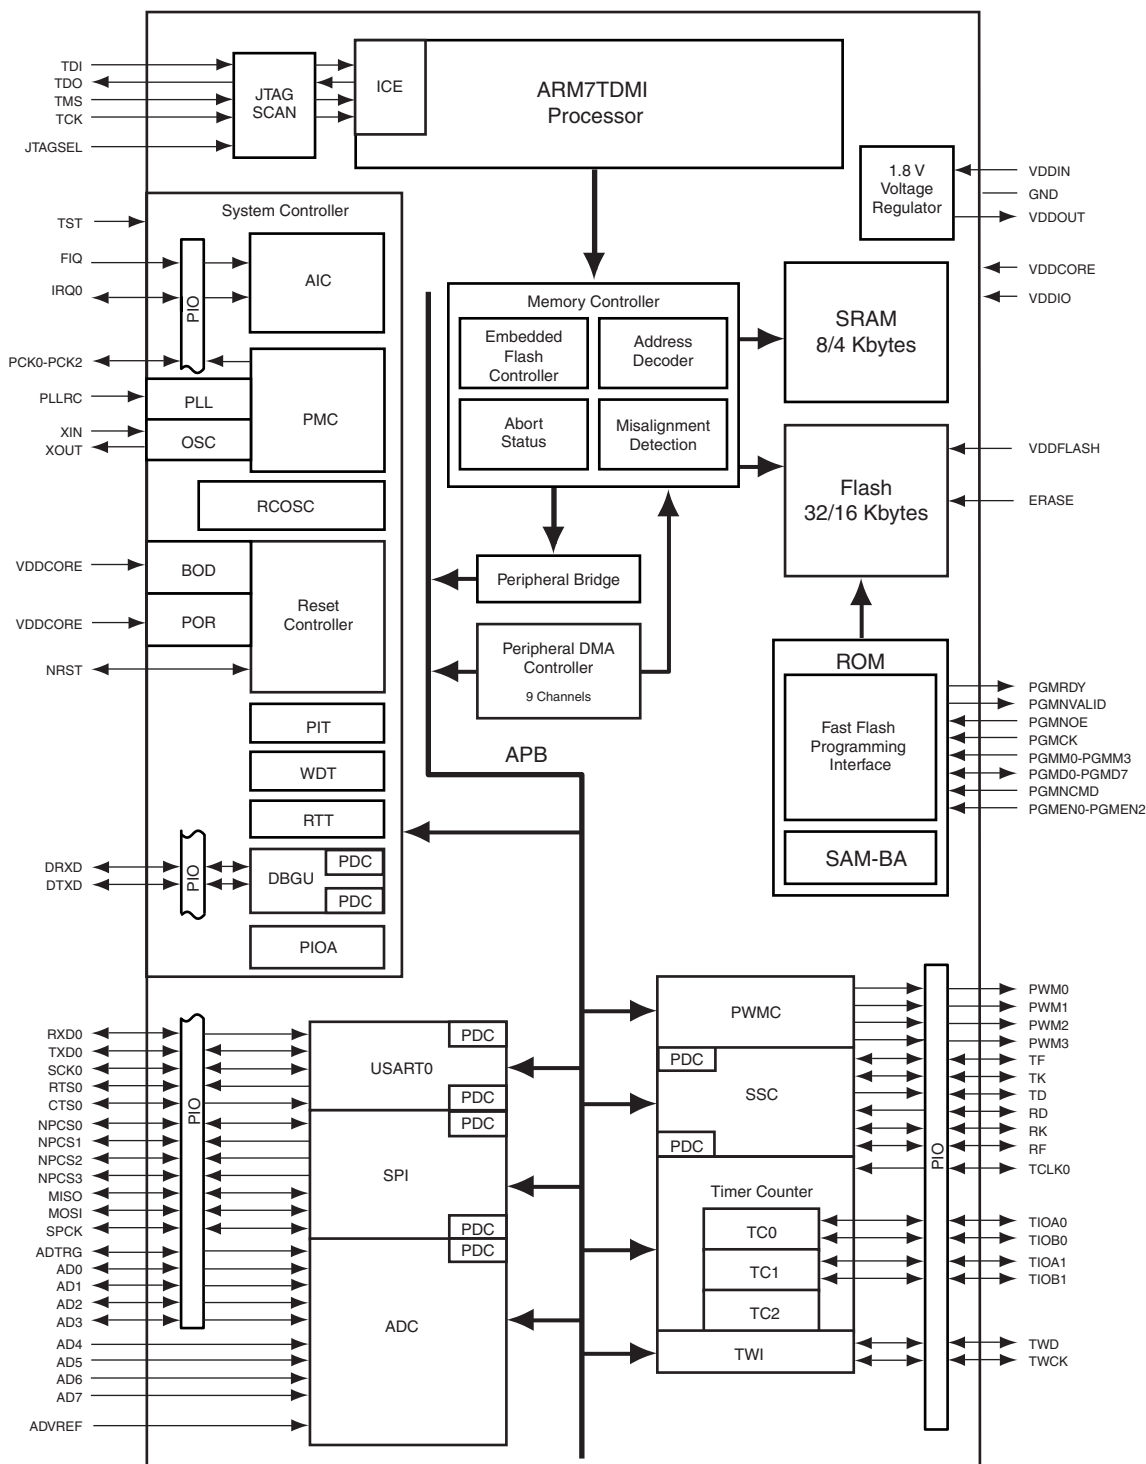 TDI
TDO
TMS
TCK
JTAGSEL
JTAG
SCAN
ICE
ARM7TDMI
Processor
1.8 V
Voltage
Regulator
VDDIN
GND
VDDOUT
VDDCORE
VDDIO
System Controller
TST
FIQ
IRQ0
PIO
AIC
PCK0-PCK2
PLLRC
PLL
PMC
XIN
XOUT
OSC
RCOSC
VDDCORE
BOD
VDDCORE
POR
Reset
Controller
NRST
PIT
WDT
RTT
DRXD
DTXD
PIO
DBGU
PDC
PDC
PIOA
Memory Controller
Embedded
Flash
Controller
Address
Decoder
Abort
Status
Misalignment
Detection
SRAM
8/4 Kbytes
Flash
32/16 Kbytes
VDDFLASH
ERASE
Peripheral Bridge
Peripheral DMA
Controller
9 Channels
APB
ROM
Fast Flash
Programming
Interface
SAM-BA
PGMRDY
PGMNVALID
PGMNOE
PGMCK
PGMM0-PGMM3
PGMD0-PGMD7
PGMNCMD
PGMEN0-PGMEN2
RXD0
TXD0
SCK0
RTS0
CTS0
NPCS0
NPCS1
NPCS2
NPCS3
MISO
MOSI
SPCK
ADTRG
AD0
AD1
AD2
AD3
AD4
AD5
AD6
AD7
ADVREF
PIO
PDC
USART0
PDC
PDC
SPI
PDC
PDC
ADC
PWMC
PDC
SSC
PDC
Timer Counter
TC0
TC1
TC2
TWI
PIO
PWM0
PWM1
PWM2
PWM3
TF
TK
TD
RD
RK
RF
TCLK0
TIOA0
TIOB0
TIOA1
TIOB1
TWD
TWCK